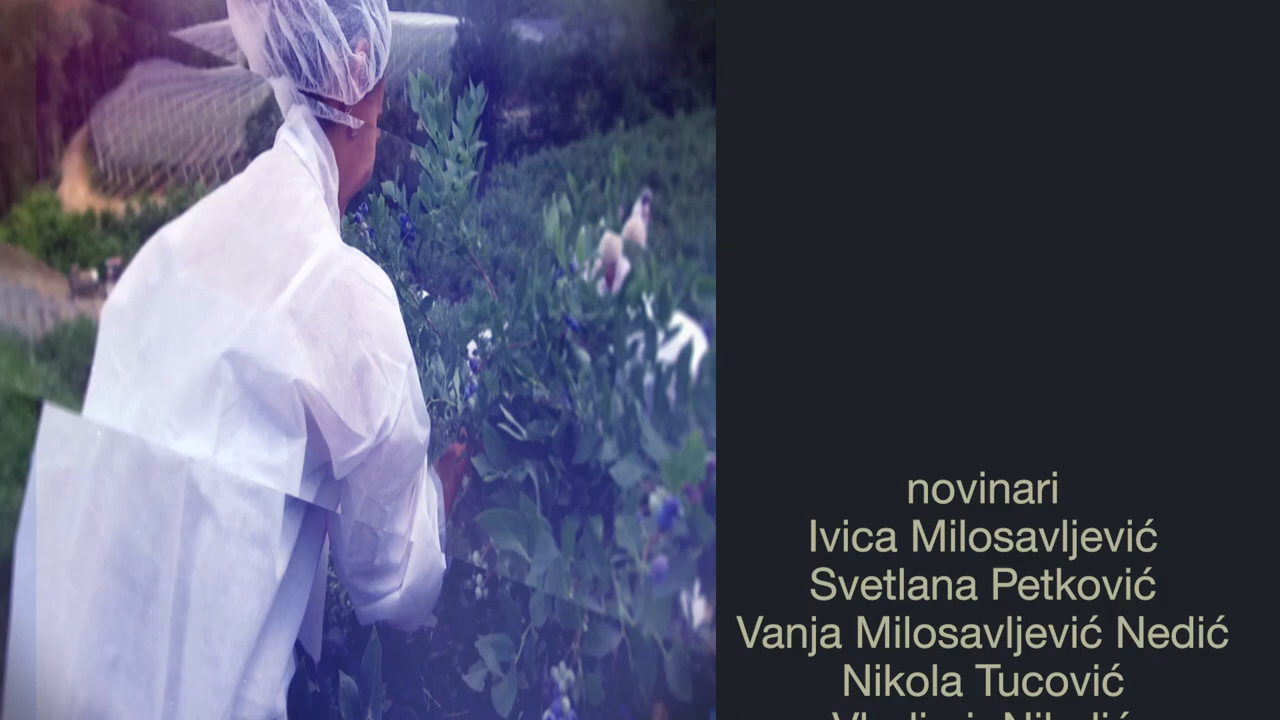 novinari
Ivica Milosavljević
Svetlana Petković
Vanja Milosavljević Nedić
Nikola Tucović